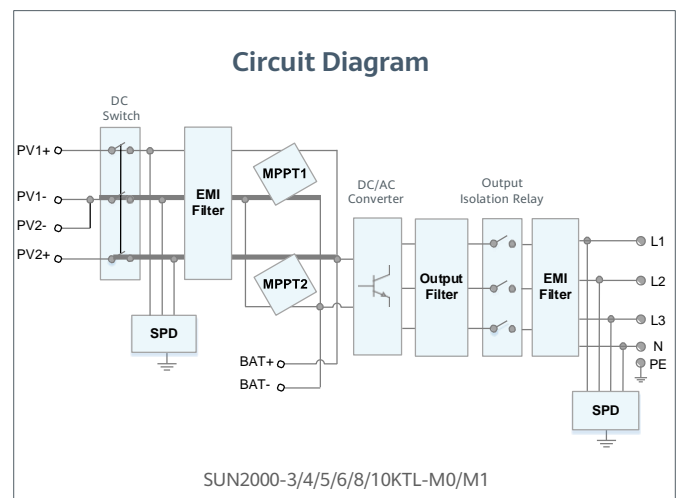 Circuit Diagram
DC
Switch
PV1+
PV1-
PV2-
PV2+
EMI
Filter
SPD
MPPT1
MPPT2
BAT+
BAT-
DC/AC
Converter
Output
Filter
Output
Isolation Relay
EMI
Filter
L1
L2
L3
N
PE
SPD
SUN2000-3/4/5/6/8/10KTL-M0/M1